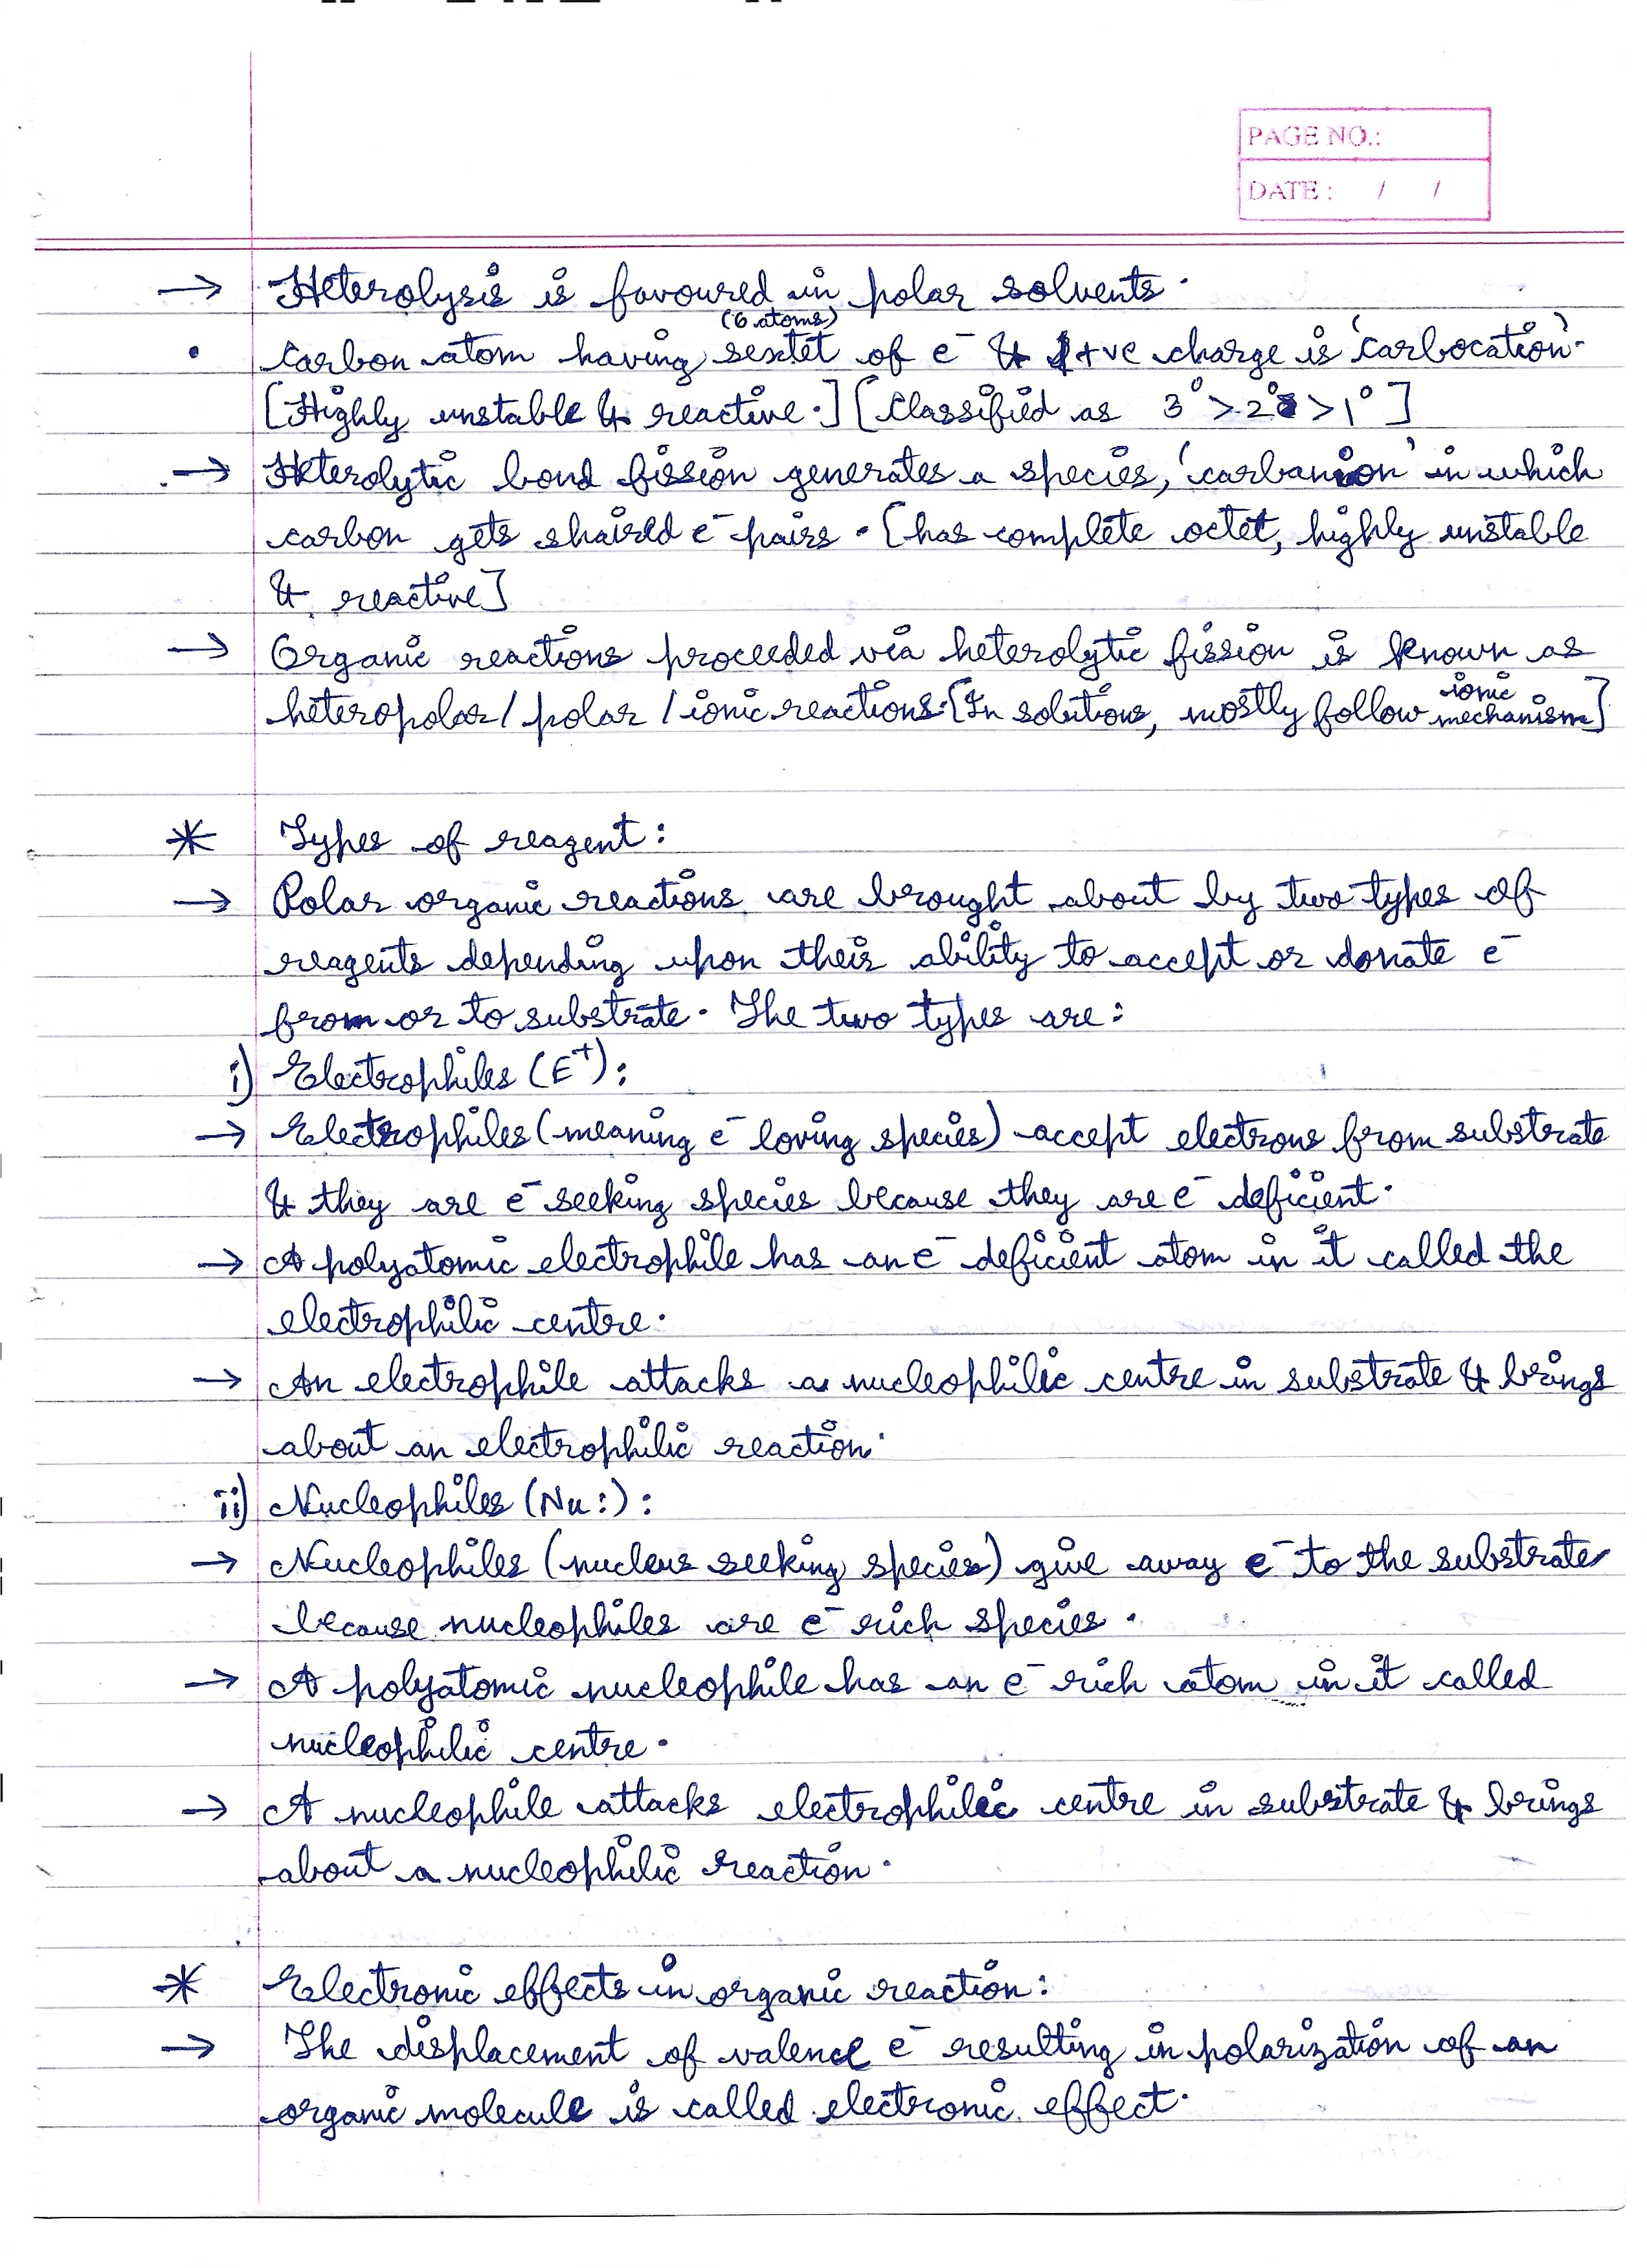 PAGE NO.:
DATE : / /
→ Heterolysis is favoured in polar solvents.
(6 atoms)
• Carbon atom having sextet of e⁻ & +ve charge is 'carbocation'.
[Highly unstable & reactive.] [Classified as 3° > 2° > 1°]
→ Heterolytic bond fission generates a species, 'carbanion' in which
carbon gets shaired e⁻ pairs. [has complete octet, highly unstable
& reactive]
→ Organic reactions proceeded via heterolytic fission is known as
heteropolar / polar / ionic reactions. [In solutions, mostly follow ionic mechanism]
* Types of reagent:
→ Polar organic reactions are brought about by two types of
reagents depending upon their ability to accept or donate e⁻
from or to substrate. The two types are:
i) Electrophiles (E⁺):
→ Electrophiles (meaning e⁻ loving species) accept electrons from substrate
& they are e⁻ seeking species because they are e⁻ deficient.
→ A polyatomic electrophile has an e⁻ deficient atom in it called the
electrophilic centre.
→ An electrophile attacks a nucleophilic centre in substrate & brings
about an electrophilic reaction.
ii) Nucleophiles (Nu:):
→ Nucleophiles (nucleus seeking species) give away e⁻ to the substrate
because nucleophiles are e⁻ rich species.
→ A polyatomic nucleophile has an e⁻ rich atom in it called
nucleophilic centre.
→ A nucleophile attacks electrophilic centre in substrate & brings
about a nucleophilic reaction.
* Electronic effects in organic reaction:
→ The displacement of valence e⁻ resulting in polarization of an
organic molecule is called electronic effect.